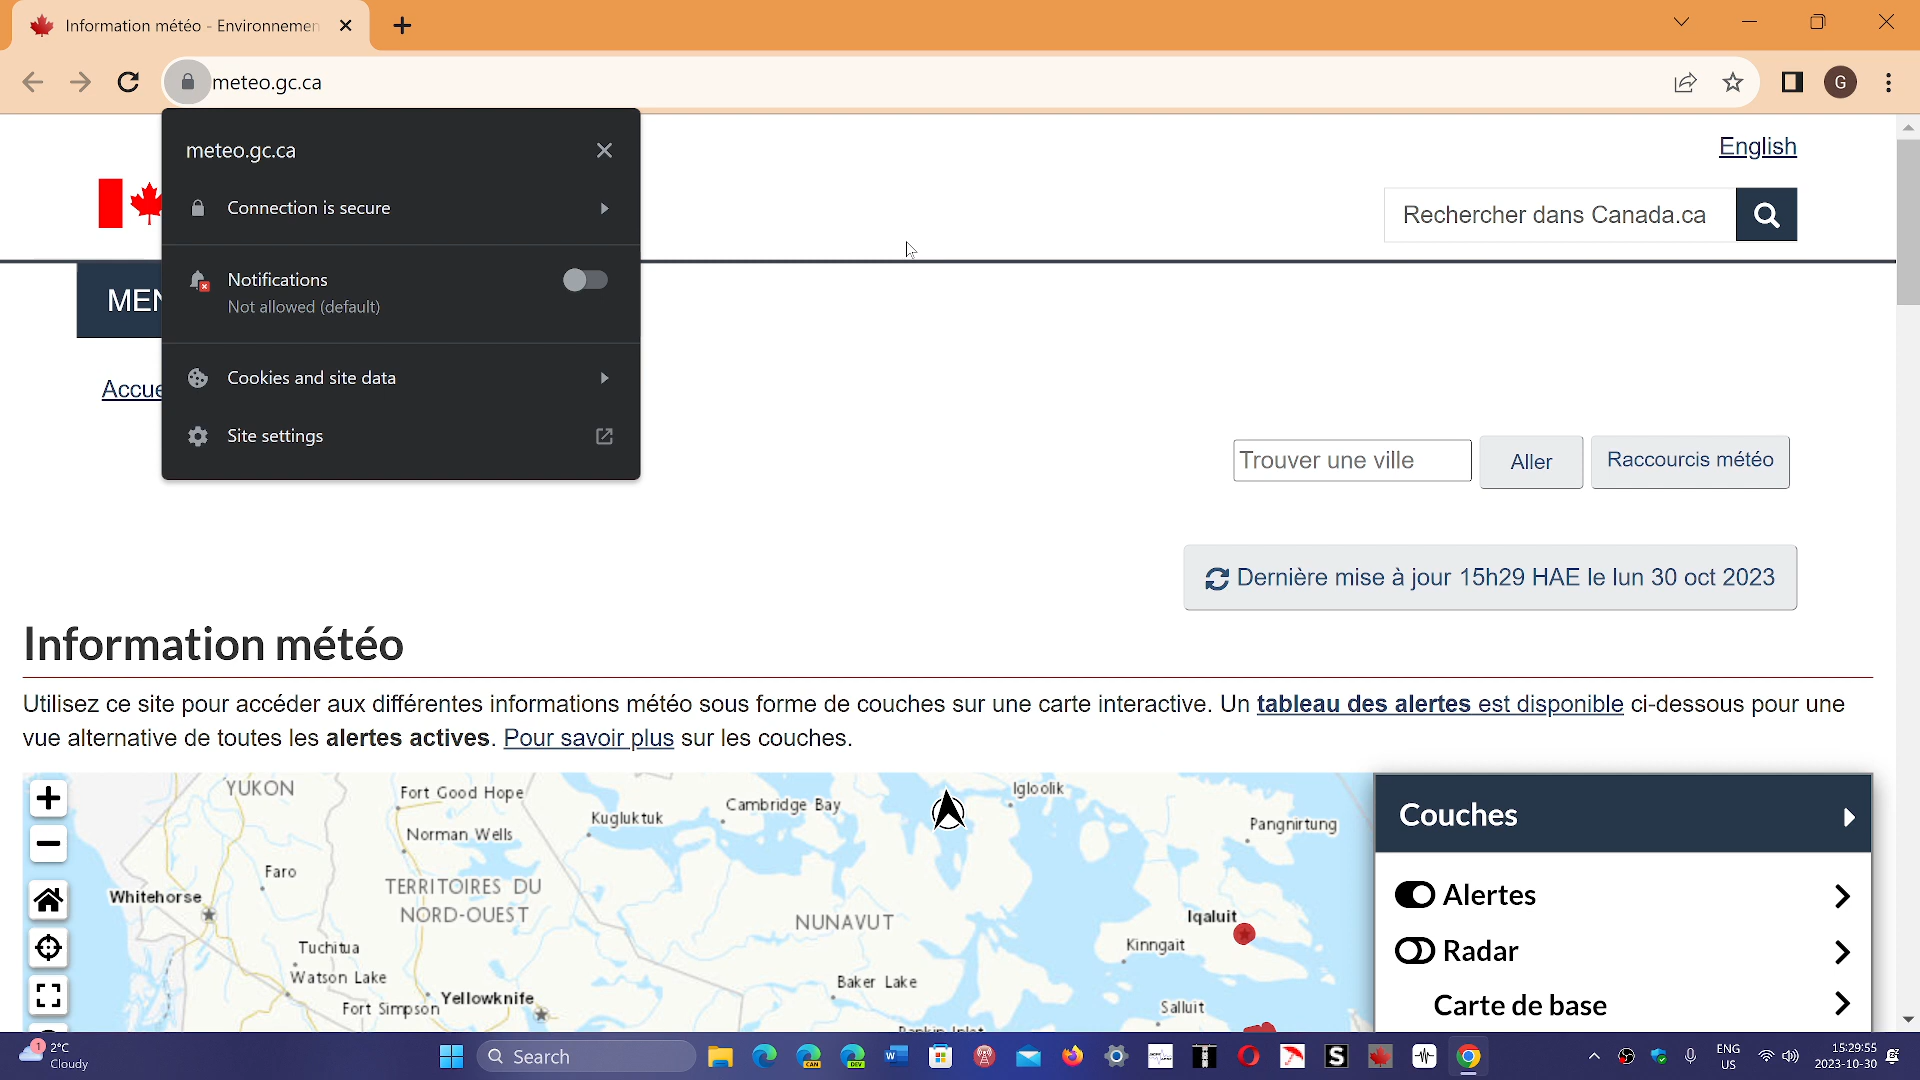 Information météo - Environnemen
meteo.gc.ca
G
meteo.gc.ca
Connection is secure
Notifications
Not allowed (default)
Cookies and site data
Site settings
English
Rechercher dans Canada.ca
MEN
Accue
Trouver une ville
Aller
Raccourcis météo
Dernière mise à jour 15h29 HAE le lun 30 oct 2023
Information météo
Utilisez ce site pour accéder aux différentes informations météo sous forme de couches sur une carte interactive. Un tableau des alertes est disponible ci-dessous pour une
vue alternative de toutes les alertes actives. Pour savoir plus sur les couches.
YUKON
Fort Good Hope
Norman Wells
Kugluktuk
Cambridge Bay
Igloolik
Pangnirtung
Faro
Whitehorse
TERRITOIRES DU
NORD-OUEST
NUNAVUT
Iqaluit
Kinngait
Tuchitua
Watson Lake
Fort Simpson
Yellowknife
Baker Lake
Salluit
Rankin Inlet
Couches
Alertes
Radar
Carte de base
1
2°C
Cloudy
Search
CAN
DEV
W
S
ENG
US
15:29:55
2023-10-30